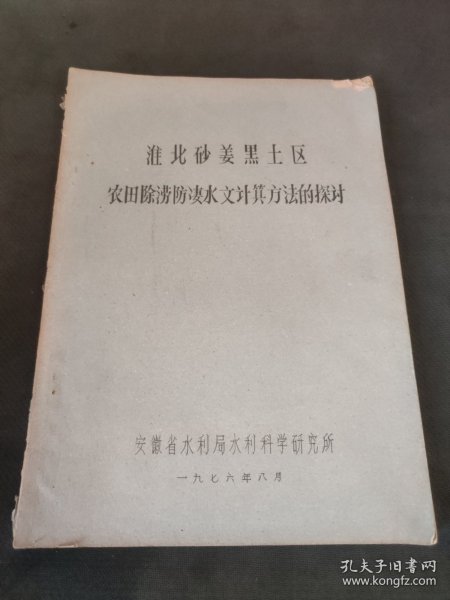 淮北砂姜黑土区
农田除涝防渍水文计算方法的探讨
安徽省水利局水利科学研究所
一九七六年八月
孔夫子旧书网
www.kongfz.com